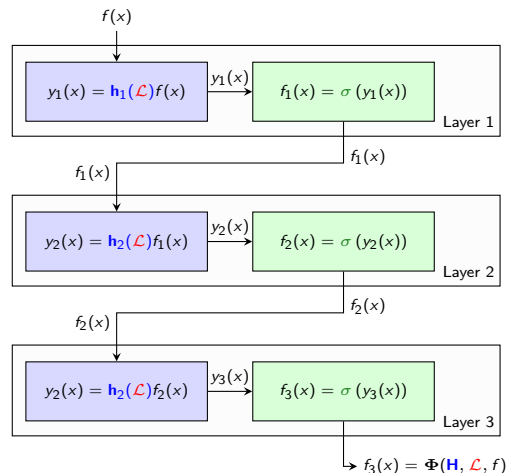 f(x)
y₁(x) = h₁(ℒ)f(x)
y₁(x)
f₁(x) = σ (y₁(x))
Layer 1
f₁(x)
f₁(x)
y₂(x) = h₂(ℒ)f₁(x)
y₂(x)
f₂(x) = σ (y₂(x))
Layer 2
f₂(x)
f₂(x)
y₂(x) = h₂(ℒ)f₂(x)
y₃(x)
f₃(x) = σ (y₃(x))
Layer 3
f₃(x) = Φ(H, ℒ, f)